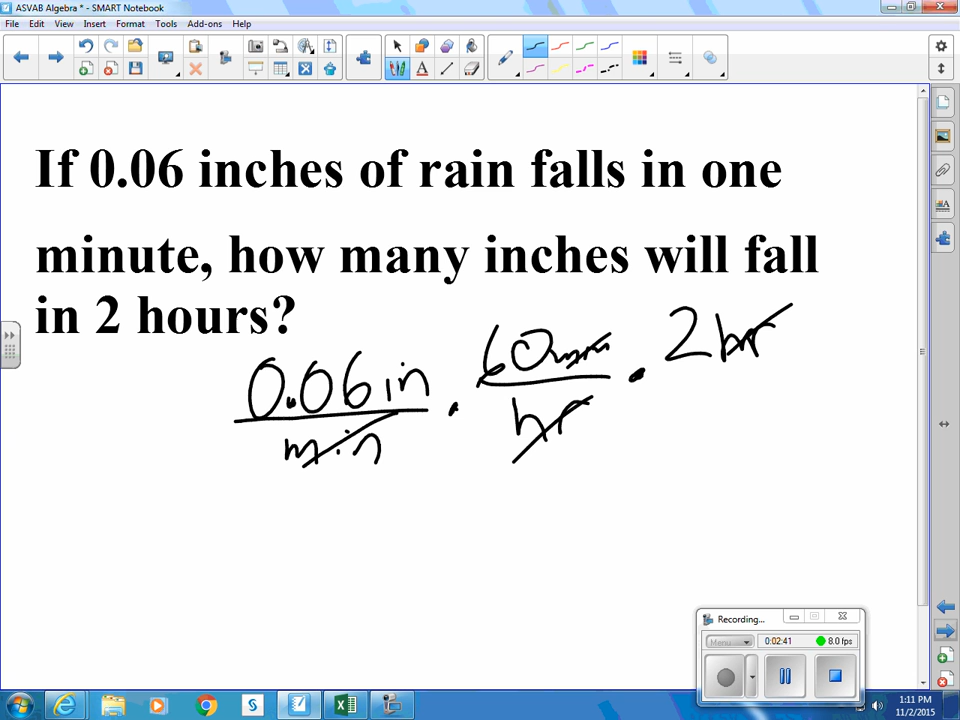 ASVAB Algebra * - SMART Notebook
File Edit View Insert Format Tools Add-ons Help
If 0.06 inches of rain falls in one
minute, how many inches will fall
in 2 hours?
0.06 in · 60 min · 2 hr
min hr
Recording...
Menu
0:02:41 8.0 fps
1:11 PM
11/2/2015